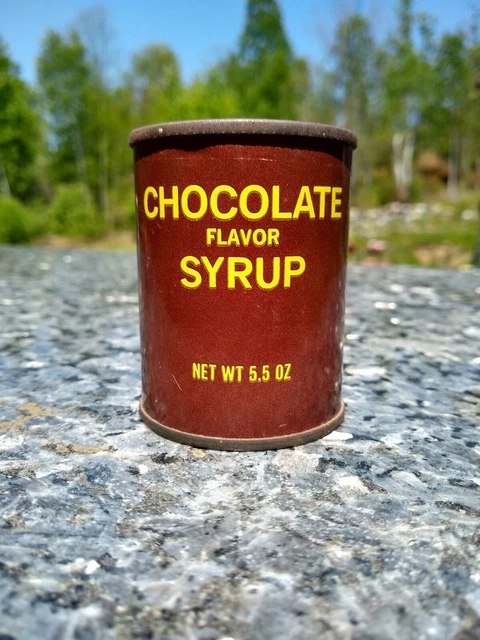 CHOCOLATE
FLAVOR
SYRUP
NET WT 5.5 OZ